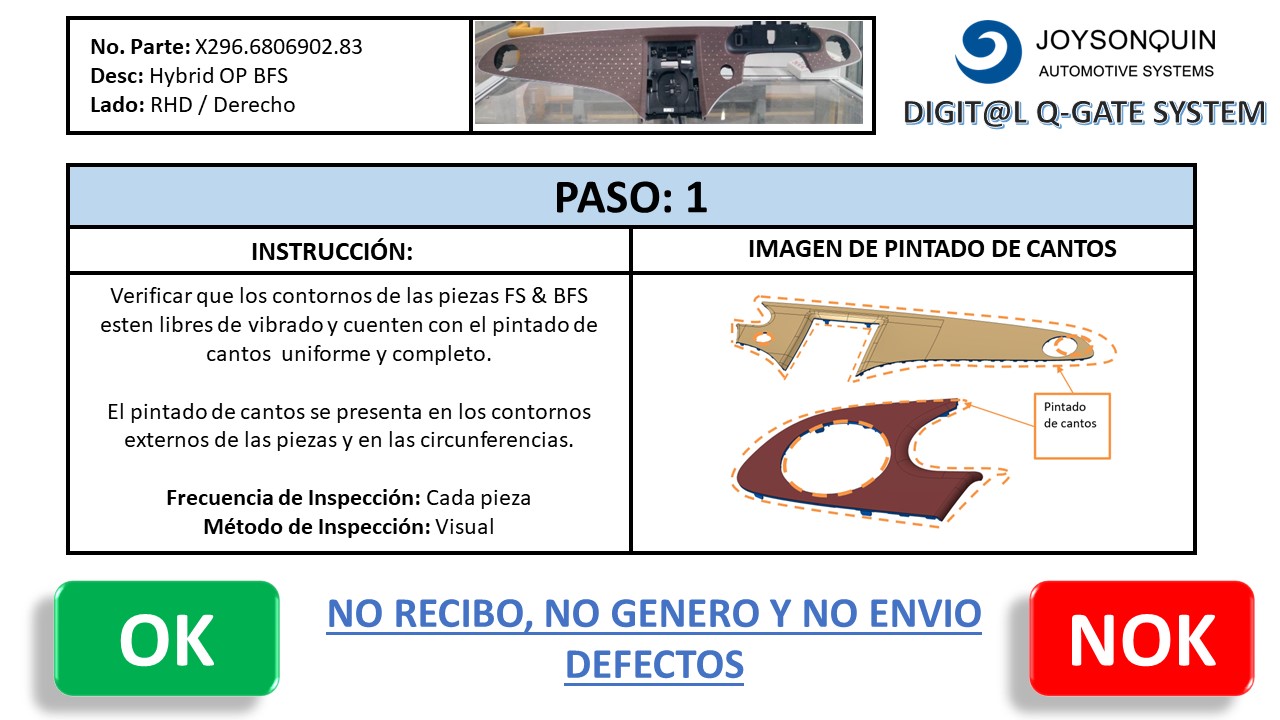 No. Parte: X296.6806902.83
Desc: Hybrid OP BFS
Lado: RHD / Derecho
JOYSONQUIN
AUTOMOTIVE SYSTEMS
DIGIT@L Q-GATE SYSTEM
PASO: 1
INSTRUCCIÓN:
IMAGEN DE PINTADO DE CANTOS
Verificar que los contornos de las piezas FS & BFS
esten libres de vibrado y cuenten con el pintado de
cantos uniforme y completo.
El pintado de cantos se presenta en los contornos
externos de las piezas y en las circunferencias.
Frecuencia de Inspección: Cada pieza
Método de Inspección: Visual
Pintado
de cantos
OK
NO RECIBO, NO GENERO Y NO ENVIO
DEFECTOS
NOK